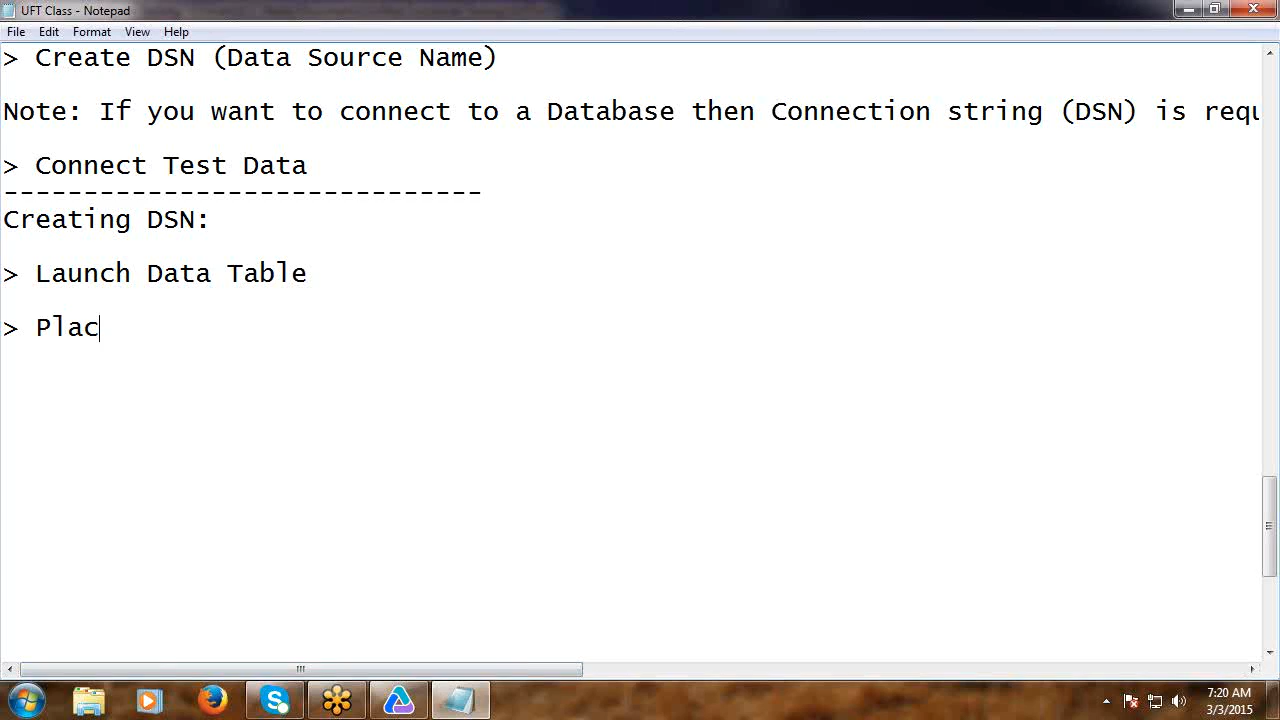 UFT Class - Notepad
File Edit Format View Help
> Create DSN (Data Source Name)
Note: If you want to connect to a Database then Connection string (DSN) is requ
> Connect Test Data
------------------------------
Creating DSN:
> Launch Data Table
> Plac
7:20 AM
3/3/2015